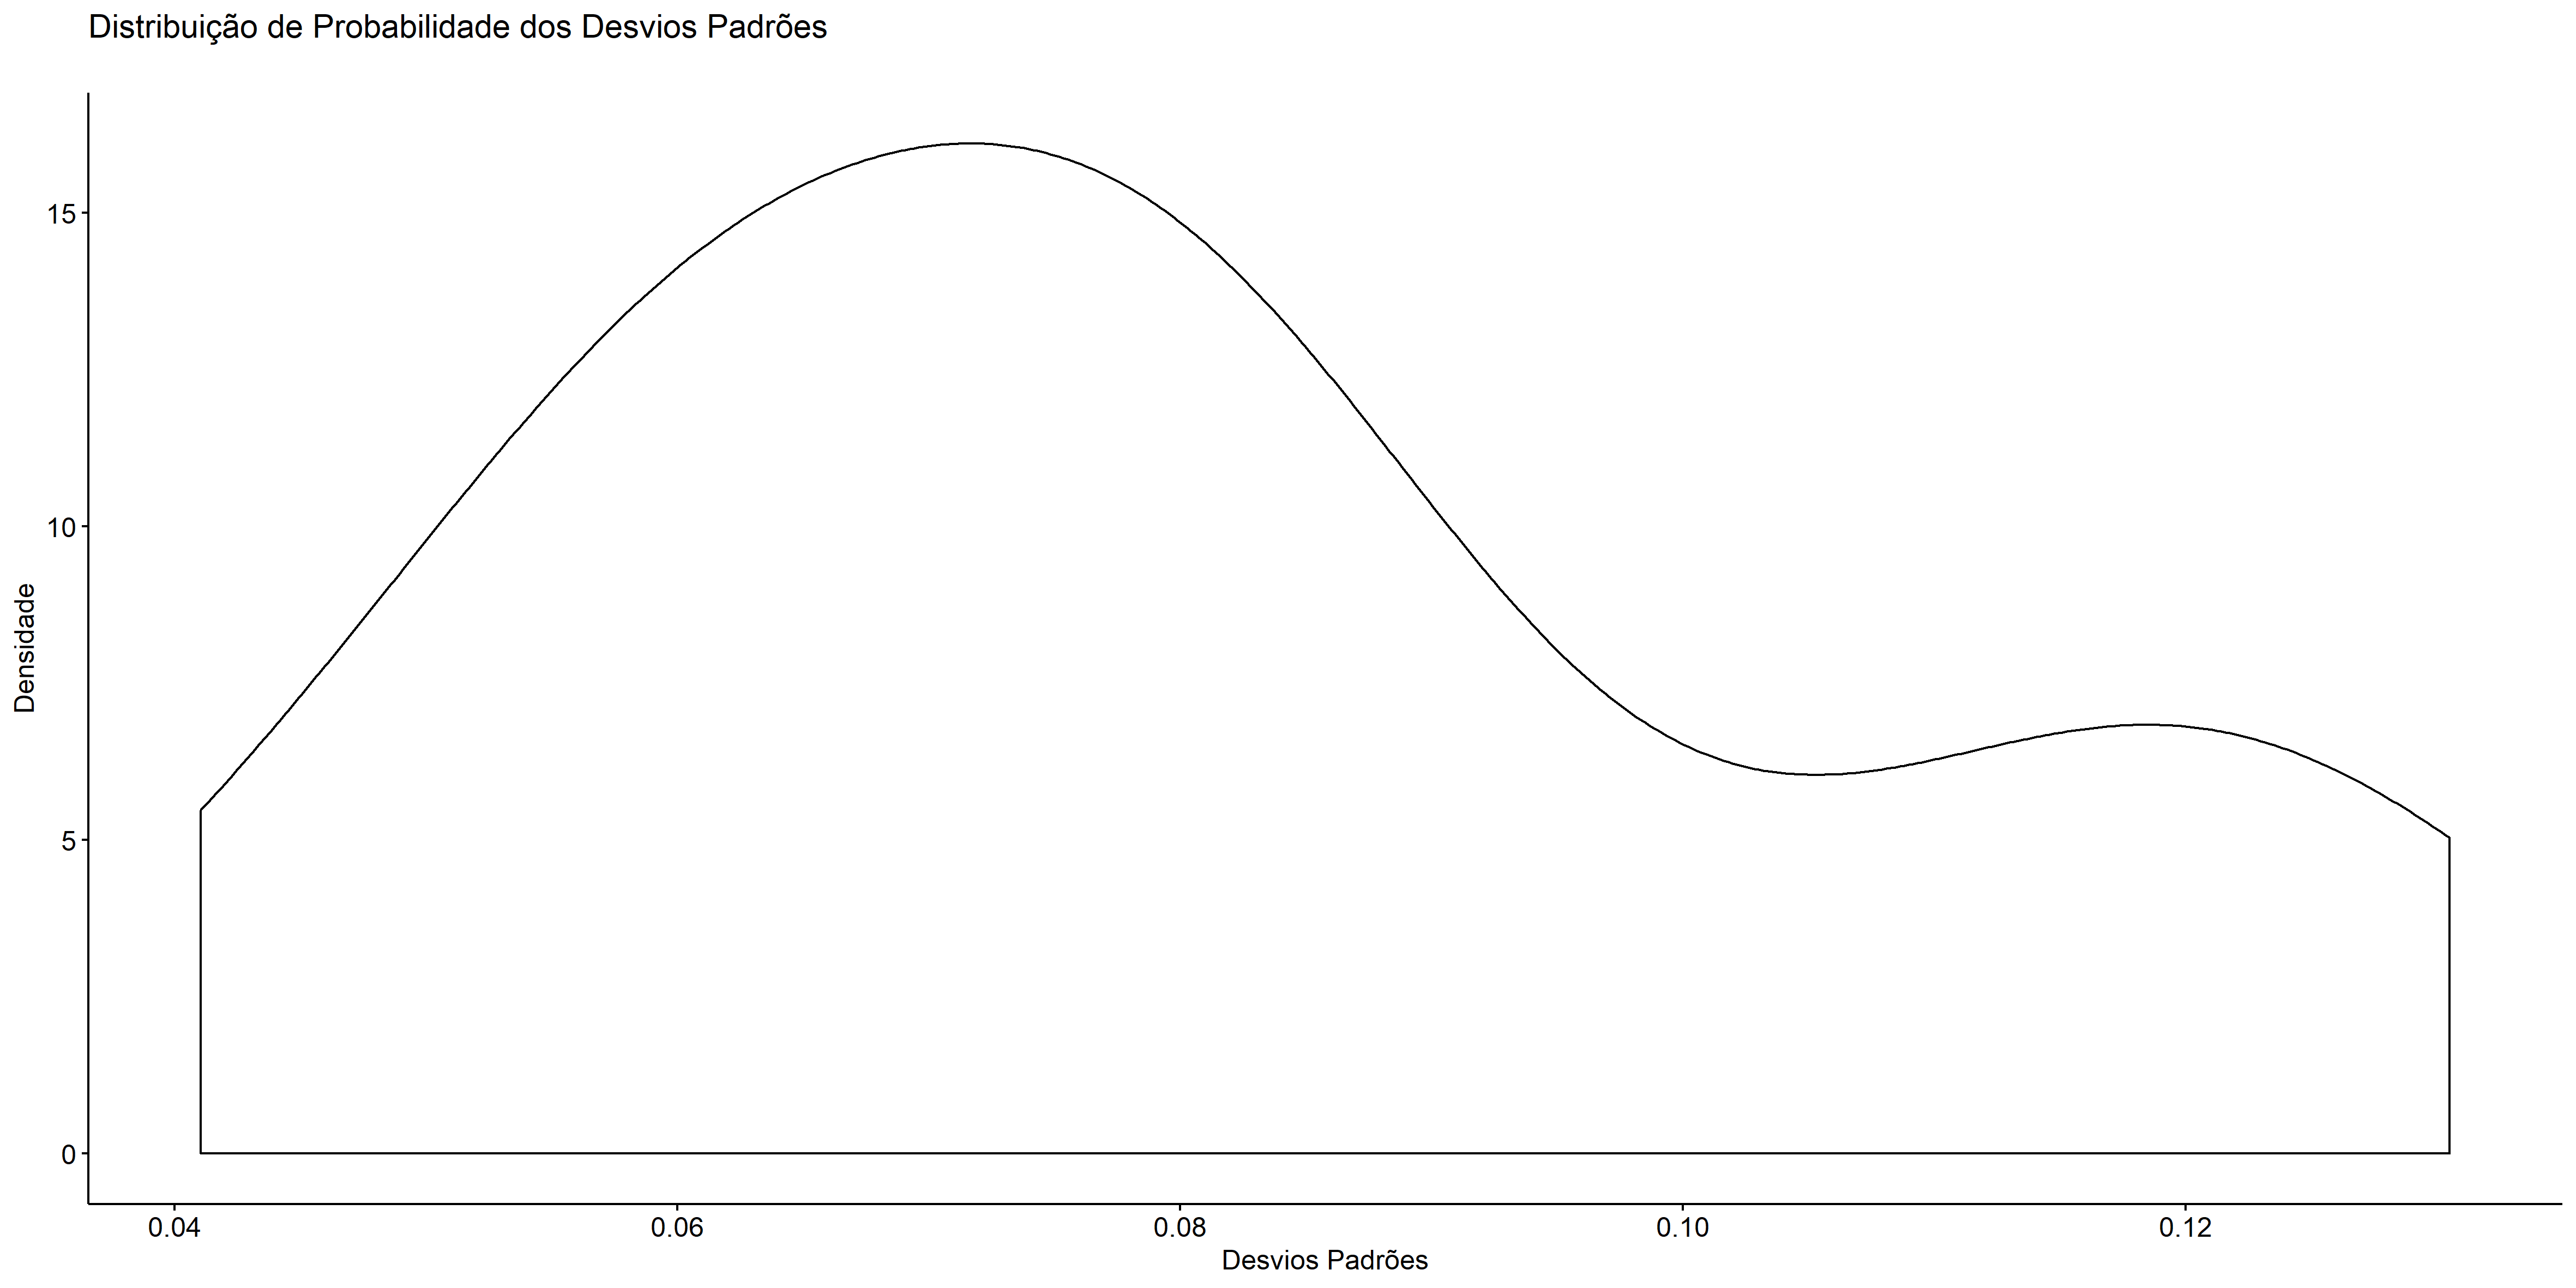 Distribuição de Probabilidade dos Desvios Padrões
15
10
5
0
Densidade
0.04 0.06 0.08 0.10 0.12
Desvios Padrões